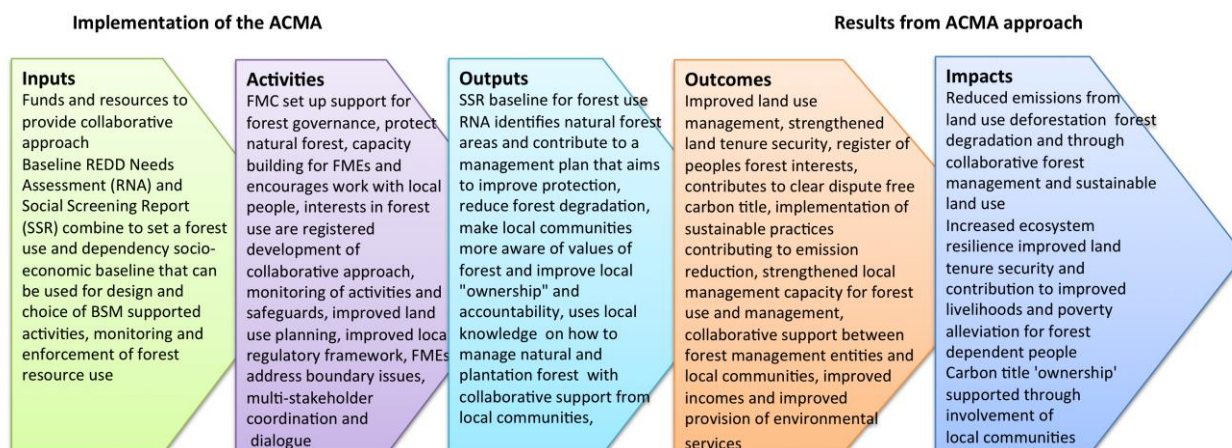 Implementation of the ACMA
Results from ACMA approach
Inputs
Funds and resources to
provide collaborative
approach
Baseline REDD Needs
Assessment (RNA) and
Social Screening Report
(SSR) combine to set a forest
use and dependency socio-
economic baseline that can
be used for design and
choice of BSM supported
activities, monitoring and
enforcement of forest
resource use
Activities
FMC set up support for
forest governance, protect
natural forest, capacity
building for FMEs and
encourages work with local
people, interests in forest
use are registered
development of
collaborative approach,
monitoring of activities and
safeguards, improved land
use planning, improved local
regulatory framework, FMEs
address boundary issues,
multi-stakeholder
coordination and
dialogue
Outputs
SSR baseline for forest use
RNA identifies natural forest
areas and contribute to a
management plan that aims
to improve protection,
reduce forest degradation,
make local communities
more aware of values of
forest and improve local
"ownership" and
accountability, uses local
knowledge on how to
manage natural and
plantation forest with
collaborative support from
local communities,
Outcomes
Improved land use
management, strengthened
land tenure security, register of
peoples forest interests,
contributes to clear dispute free
carbon title, implementation of
sustainable practices
contributing to emission
reduction, strengthened local
management capacity for forest
use and management,
collaborative support between
forest management entities and
local communities, improved
incomes and improved
provision of environmental
services
Impacts
Reduced emissions from
land use deforestation forest
degradation and through
collaborative forest
management and sustainable
land use
Increased ecosystem
resilience improved land
tenure security and
contribution to improved
livelihoods and poverty
alleviation for forest
dependent people
Carbon title 'ownership'
supported through
involvement of
local communities